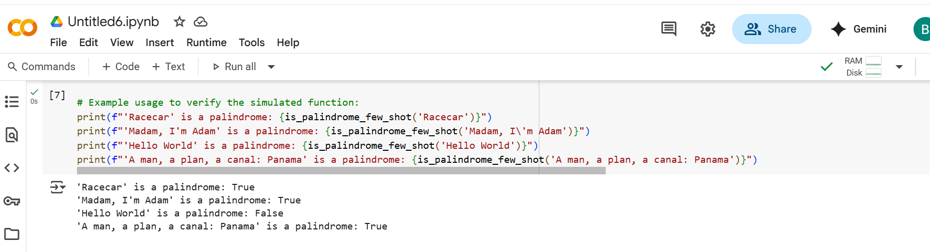 Untitled6.ipynb
File Edit View Insert Runtime Tools Help
Share
Gemini
B
Commands + Code + Text Run all
RAM
Disk
[7]
0s
# Example usage to verify the simulated function:
print(f"'Racecar' is a palindrome: {is_palindrome_few_shot('Racecar')}")
print(f"'Madam, I'm Adam' is a palindrome: {is_palindrome_few_shot('Madam, I\'m Adam')}")
print(f"'Hello World' is a palindrome: {is_palindrome_few_shot('Hello World')}")
print(f"'A man, a plan, a canal: Panama' is a palindrome: {is_palindrome_few_shot('A man, a plan, a canal: Panama')}")
'Racecar' is a palindrome: True
'Madam, I'm Adam' is a palindrome: True
'Hello World' is a palindrome: False
'A man, a plan, a canal: Panama' is a palindrome: True